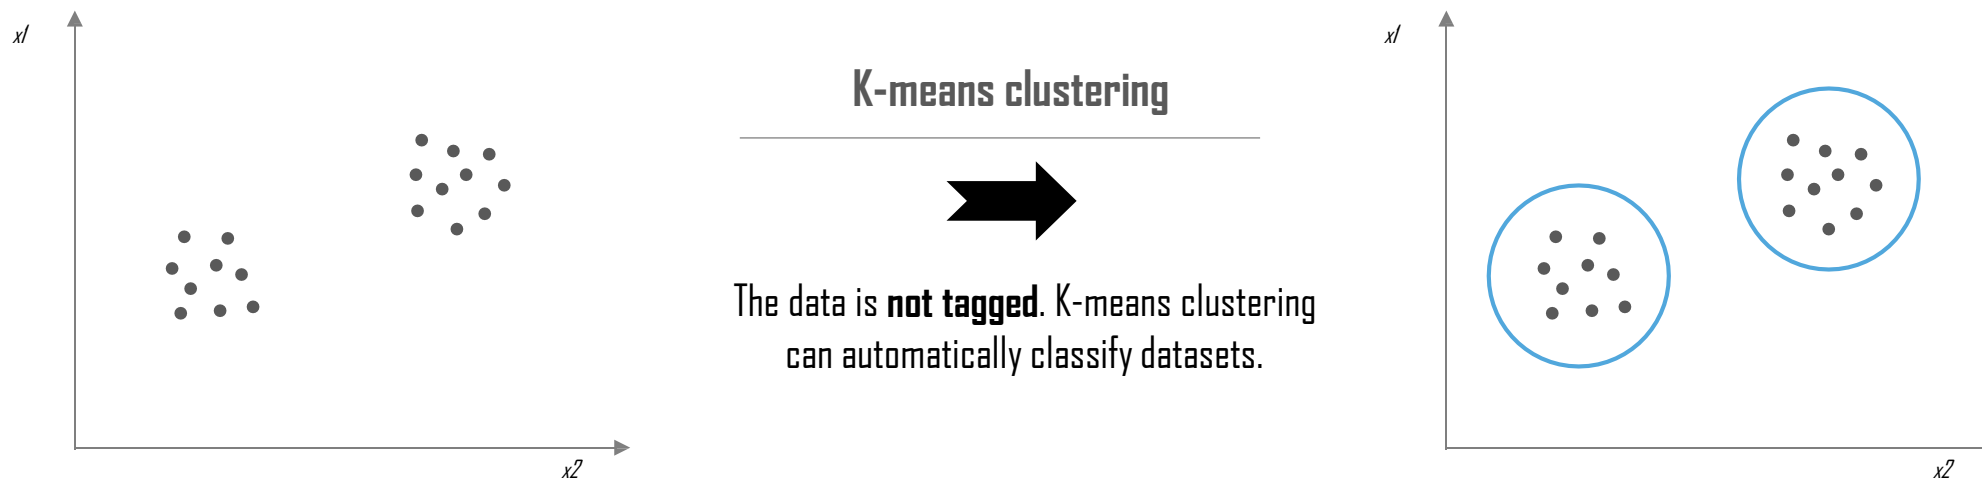 x1
K-means clustering
The data is not tagged. K-means clustering
can automatically classify datasets.
x2
x1
x2